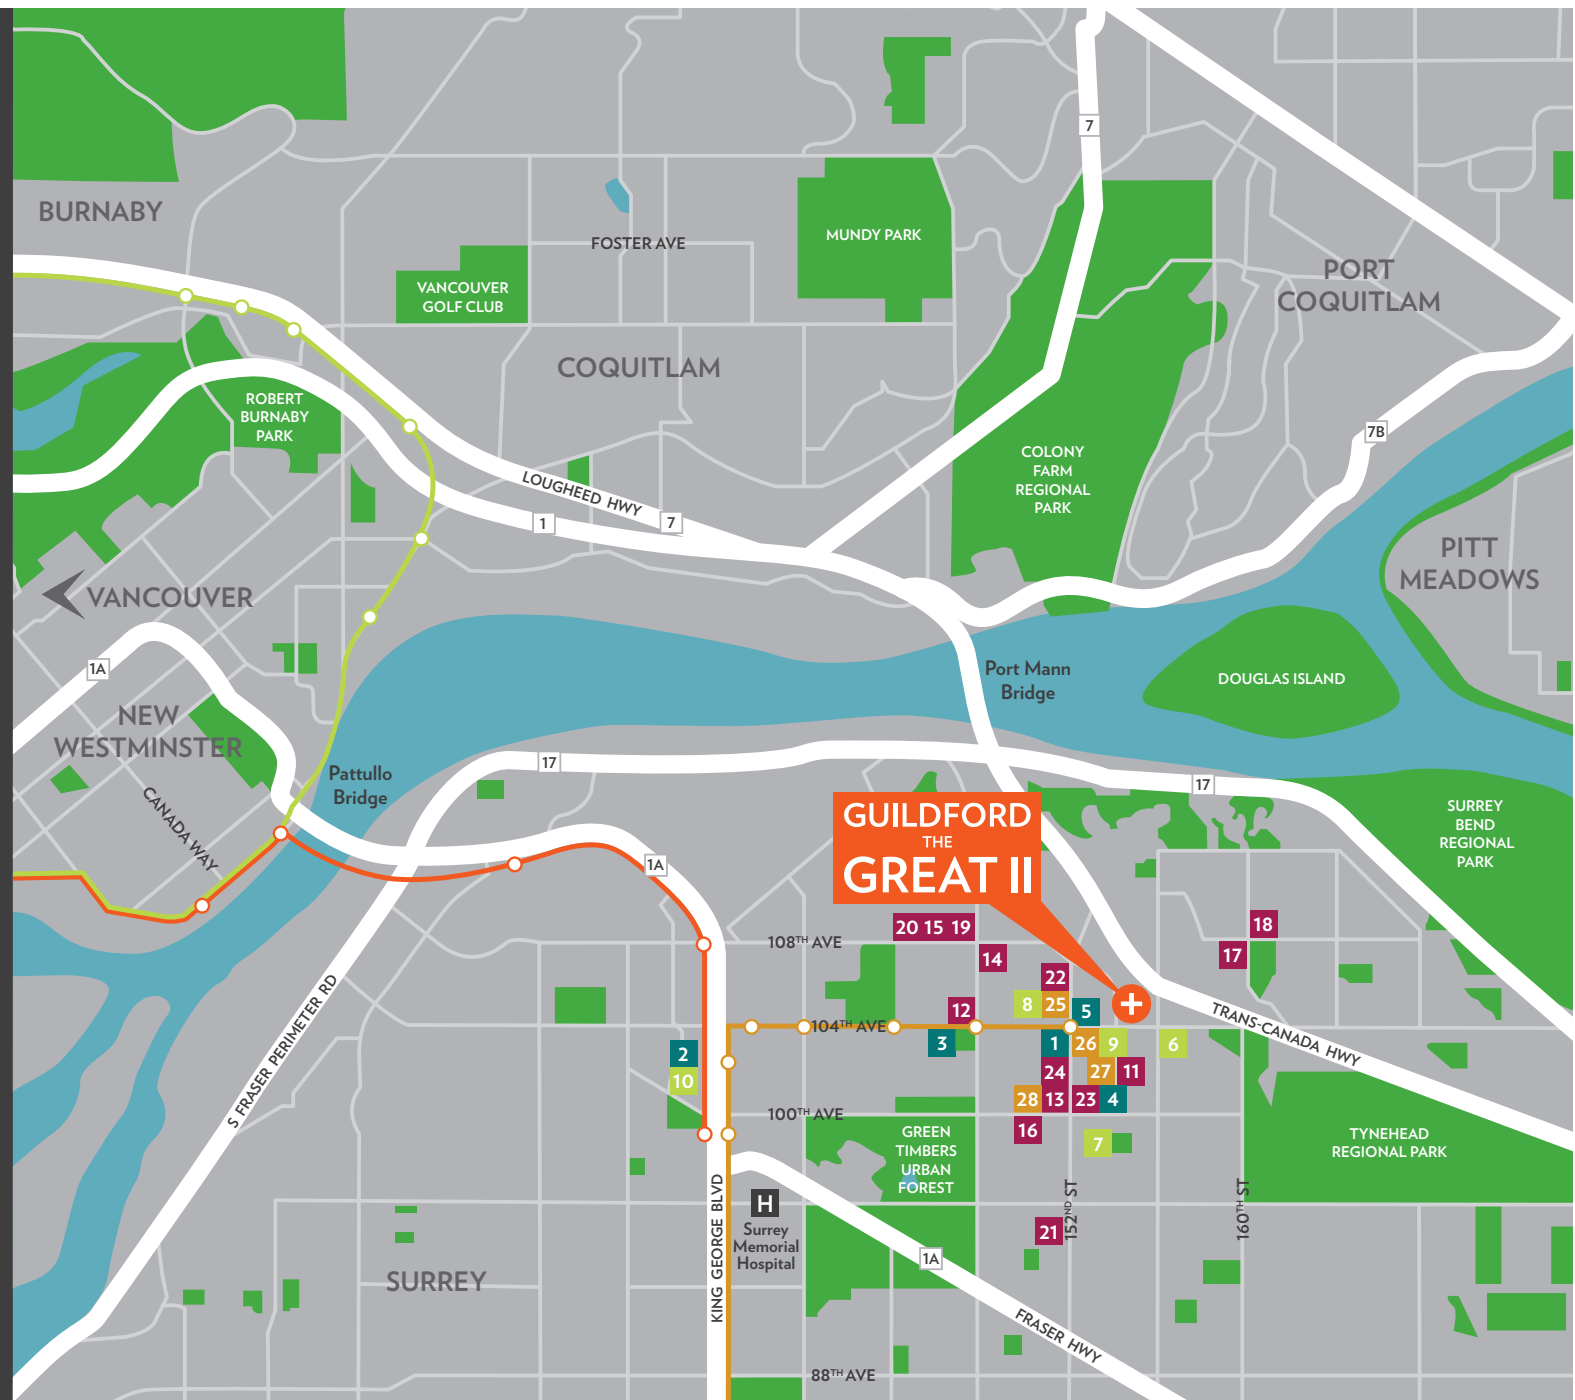 7
BURNABY
FOSTER AVE
MUNDY PARK
VANCOUVER
GOLF CLUB
PORT
COQUITLAM
COQUITLAM
ROBERT
BURNABY
PARK
7B
COLONY
FARM
REGIONAL
PARK
LOUGHEED HWY
7
1
PITT
MEADOWS
VANCOUVER
1A
Port Mann
Bridge
DOUGLAS ISLAND
NEW
WESTMINSTER
17
Pattullo
Bridge
17
CANADA WAY
SURREY
BEND
REGIONAL
PARK
GUILDFORD
THE
GREAT II
1A
20 15 19
18
108TH AVE
14
17
22
8 25
5
12
104TH AVE
TRANS-CANADA HWY
S FRASER PERIMETER RD
3
1
26 9
6
2
10
24
27 11
28 13
23 4
100TH AVE
16
7
GREEN
TIMBERS
URBAN
FOREST
TYNEHEAD
REGIONAL PARK
H
Surrey
Memorial
Hospital
KING GEORGE BLVD
152ND ST
160TH ST
21
1A
SURREY
FRASER HWY
88TH AVE